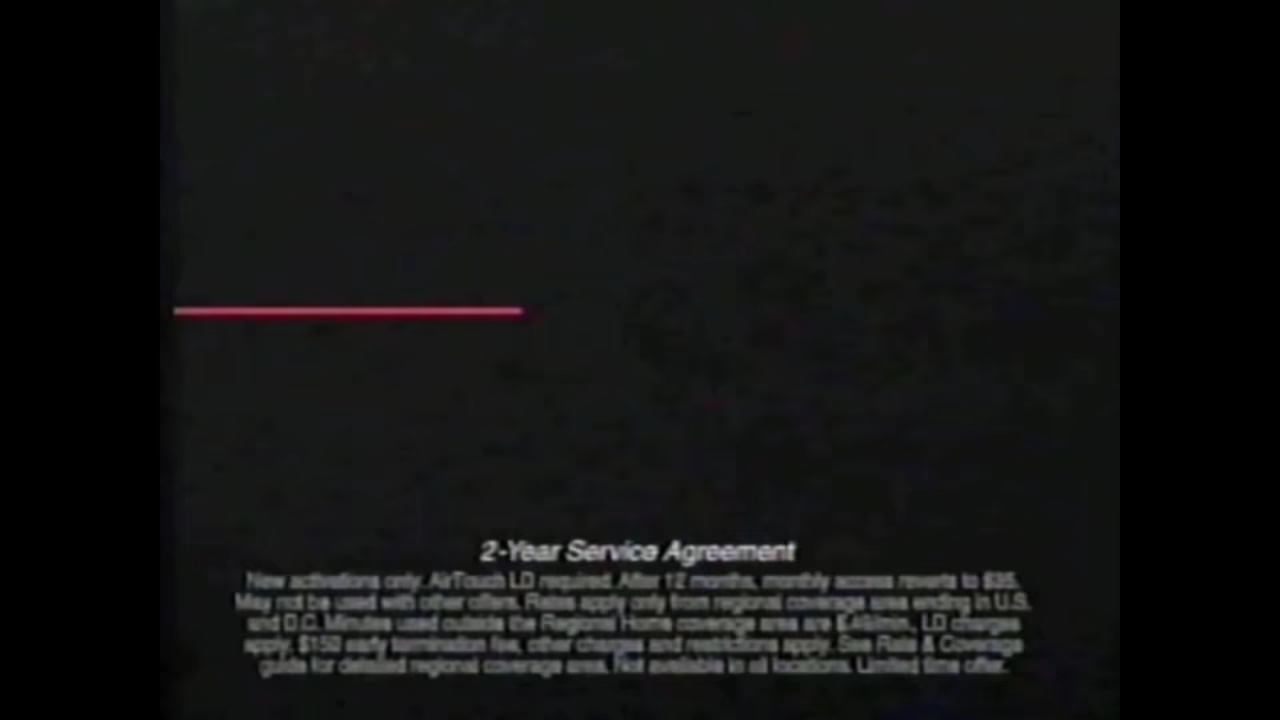 2-Year Service Agreement
New activations only. AirTouch LD required. After 12 months, monthly access reverts to $35.
May not be used with other offers. Rates apply only from regional coverage area ending in U.S.
and D.C. Minutes used outside the Regional Home coverage area are LD charges
apply, $150 early termination fee, other charges and restrictions apply. See Rate & Coverage
guide for detailed regional coverage area. Not available in all locations. Limited time offer.